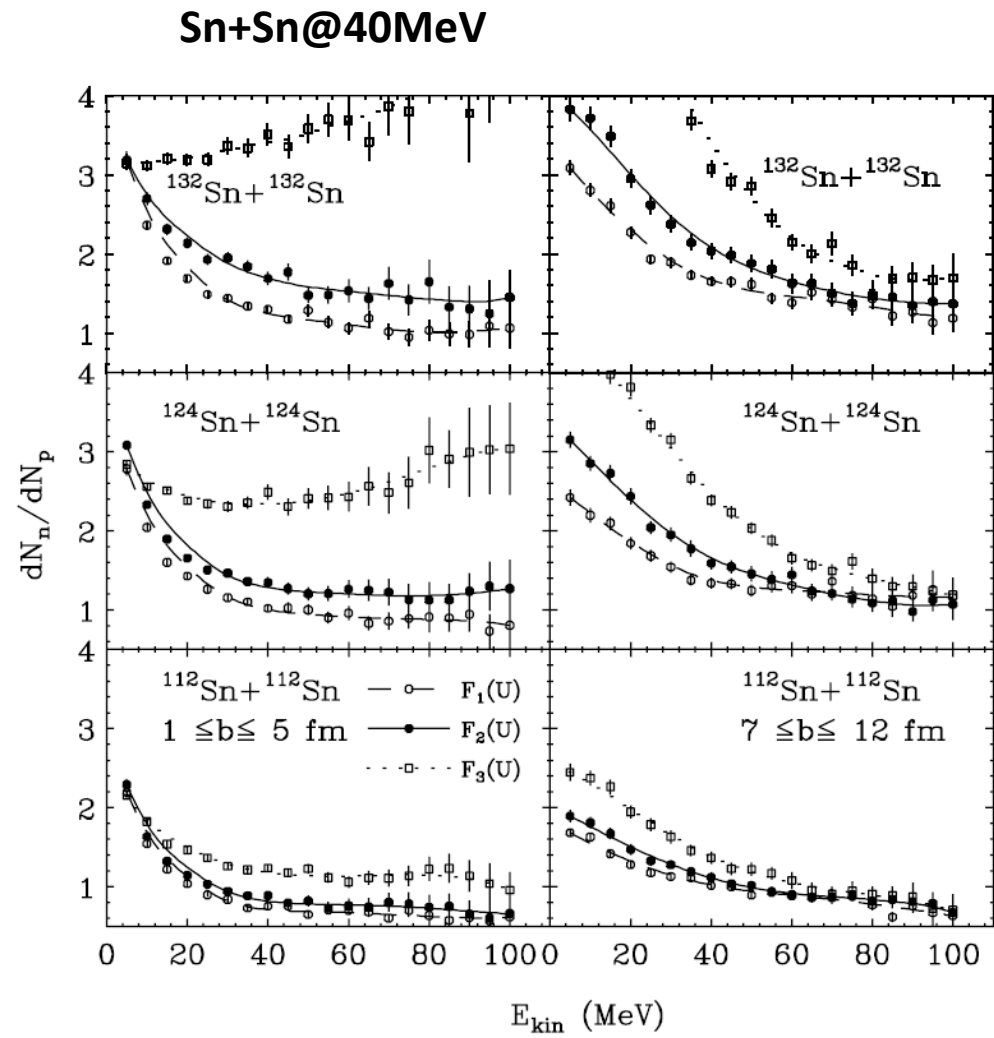 Sn+Sn@40MeV
4
3
2
1
¹³²Sn+¹³²Sn
¹³²Sn+¹³²Sn
4
3
2
1
¹²⁴Sn+¹²⁴Sn
¹²⁴Sn+¹²⁴Sn
dNₙ/dNₚ
4
3
2
1
¹¹²Sn+¹¹²Sn
1 ≦b≦ 5 fm
F₁(U)
F₂(U)
F₃(U)
¹¹²Sn+¹¹²Sn
7 ≦b≦ 12 fm
0 20 40 60 80 100 0 20 40 60 80 100
E_kin (MeV)